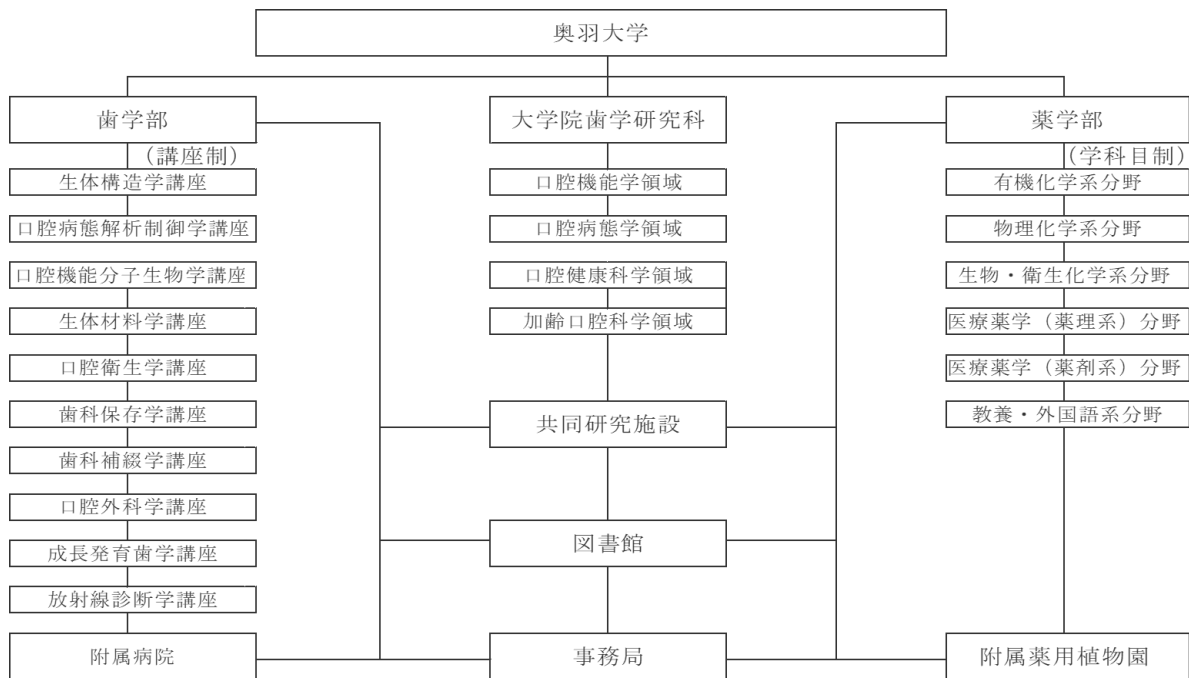 奥羽大学
歯学部
（講座制）
生体構造学講座
口腔病態解析制御学講座
口腔機能分子生物学講座
生体材料学講座
口腔衛生学講座
歯科保存学講座
歯科補綴学講座
口腔外科学講座
成長発育歯学講座
放射線診断学講座
附属病院
大学院歯学研究科
口腔機能学領域
口腔病態学領域
口腔健康科学領域
加齢口腔科学領域
共同研究施設
図書館
事務局
薬学部
（学科目制）
有機化学系分野
物理化学系分野
生物・衛生化学系分野
医療薬学（薬理系）分野
医療薬学（薬剤系）分野
教養・外国語系分野
附属薬用植物園